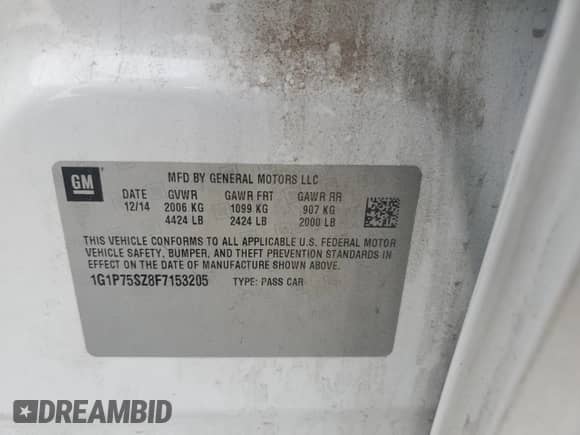 GM
MFD BY GENERAL MOTORS LLC
DATE GVWR GAWR FRT GAWR RR
12/14 2006 KG 1099 KG 907 KG
4424 LB 2424 LB 2000 LB
THIS VEHICLE CONFORMS TO ALL APPLICABLE U.S. FEDERAL MOTOR
VEHICLE SAFETY, BUMPER, AND THEFT PREVENTION STANDARDS
IN EFFECT ON THE DATE OF MANUFACTURE SHOWN ABOVE.
1G1P75SZ8F7153205 TYPE: PASS CAR
DREAMBID